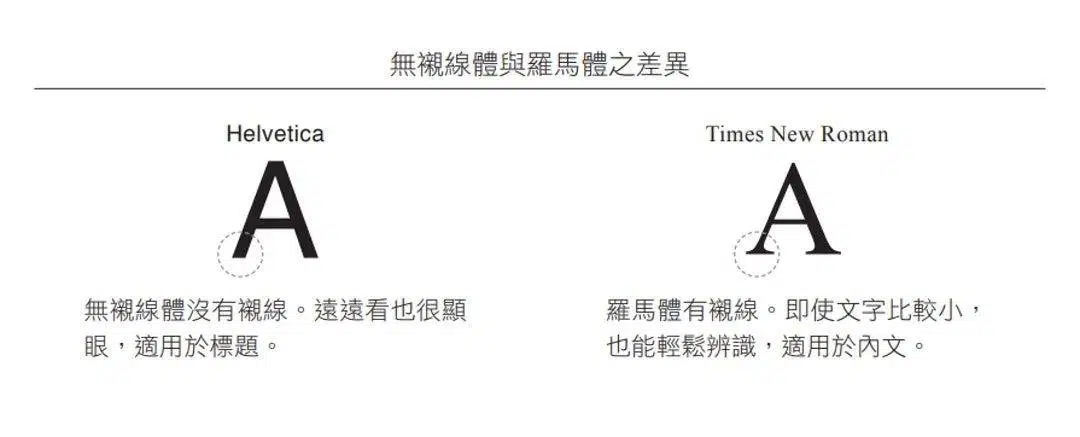 無襯線體與羅馬體之差異
Helvetica
A
無襯線體沒有襯線。遠遠看也很顯
眼，適用於標題。
Times New Roman
A
羅馬體有襯線。即使文字比較小，
也能輕鬆辨識，適用於內文。